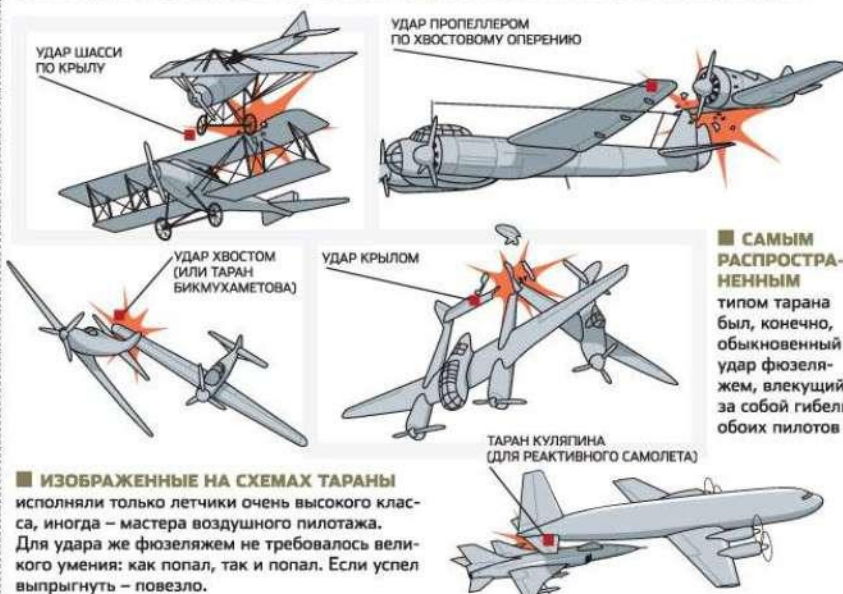 УДАР ШАССИ
ПО КРЫЛУ
УДАР ПРОПЕЛЛЕРОМ
ПО ХВОСТОВОМУ ОПЕРЕНИЮ
УДАР ХВОСТОМ
(ИЛИ ТАРАН
БИКМУХАМЕТОВА)
УДАР КРЫЛОМ
САМЫМ
РАСПРОСТРА-
НЕННЫМ
типом тарана
был, конечно,
обыкновенный
удар фюзеля-
жем, влекущий
за собой гибель
обоих пилотов
ТАРАН КУЛЯПИНА
(ДЛЯ РЕАКТИВНОГО САМОЛЕТА)
ИЗОБРАЖЕННЫЕ НА СХЕМАХ ТАРАНЫ
исполняли только летчики очень высокого клас-
са, иногда – мастера воздушного пилотажа.
Для удара же фюзеляжем не требовалось вели-
кого умения: как попал, так и попал. Если успел
выпрыгнуть – повезло.